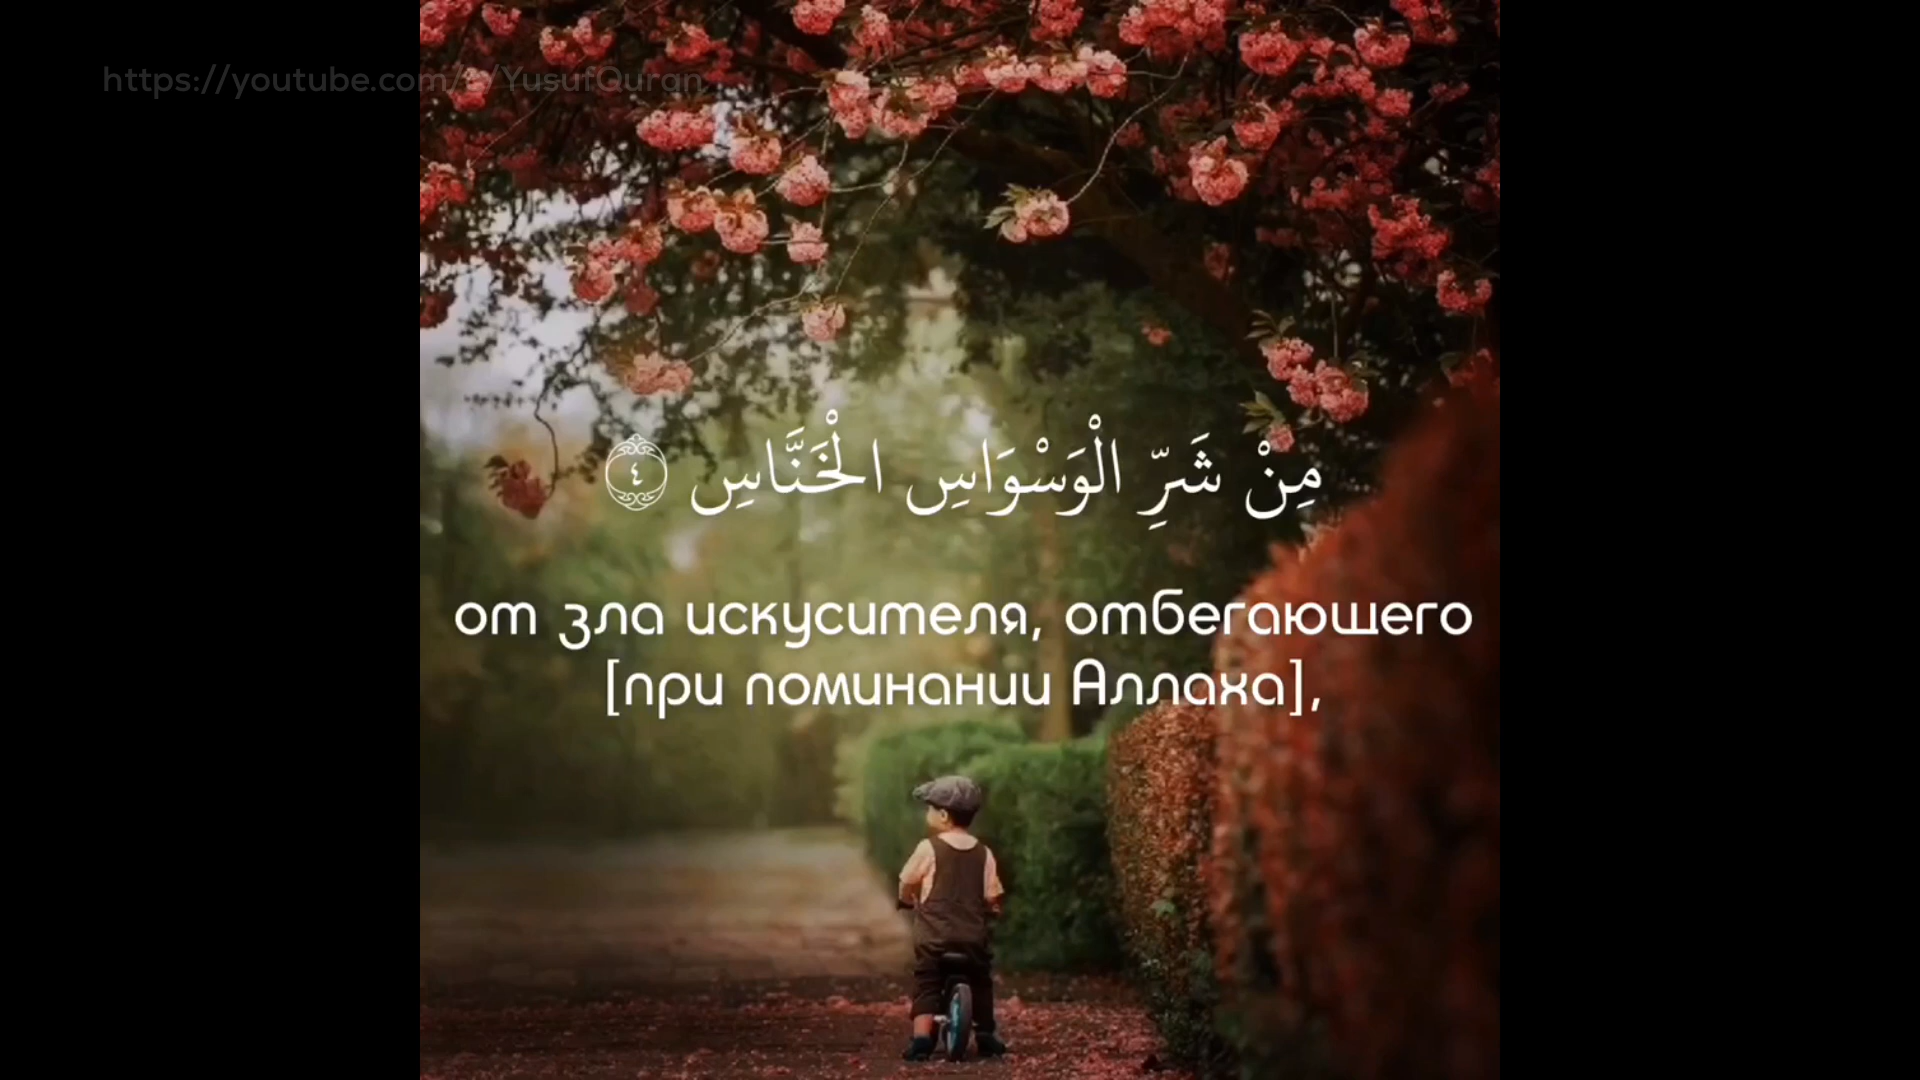 https://youtube.com/c/YusufQuran
مِنْ شَرِّ الْوَسْوَاسِ الْخَنَّاسِ ٤
от зла искусителя, отбегающего
[при поминании Аллаха],